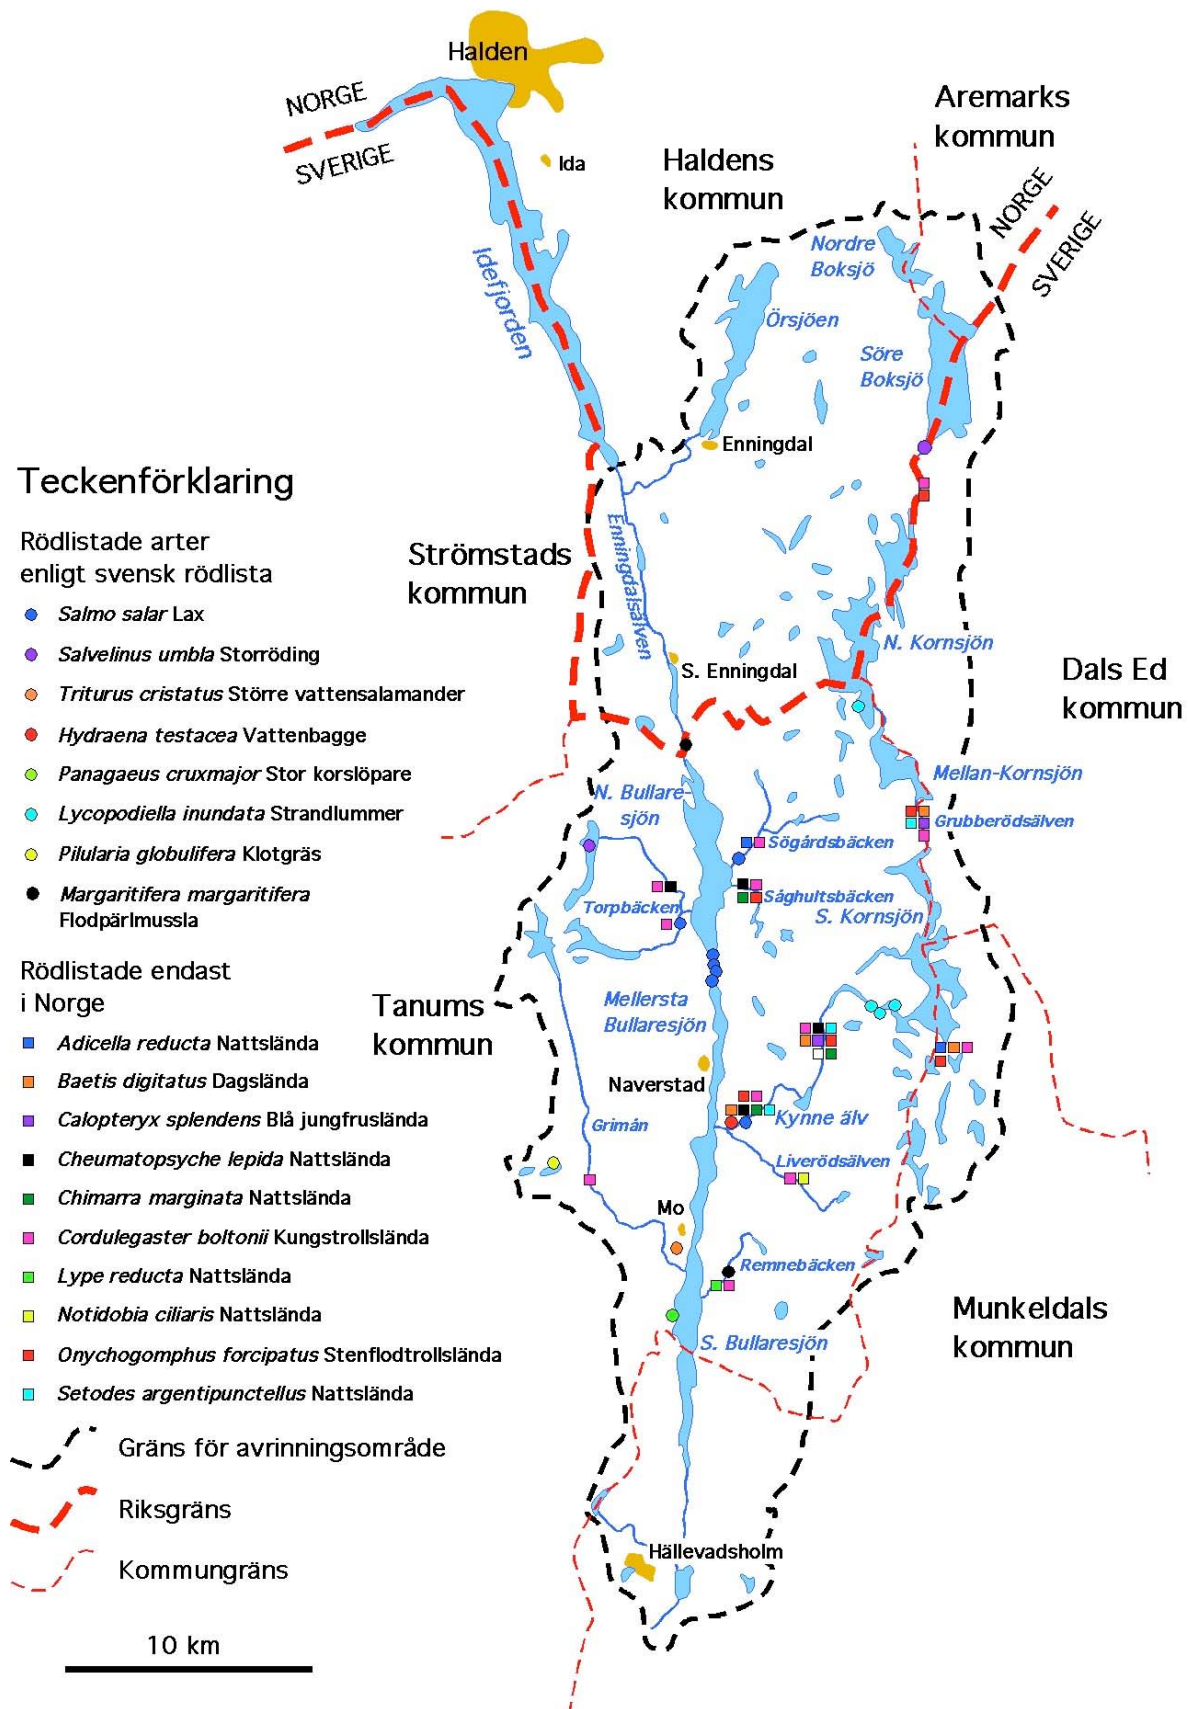 Halden
NORGE
SVERIGE
Ida
Haldens
kommun
Aremarks
kommun
NORGE
SVERIGE
Nordre
Boksjö
Idefjorden
Örsjöen
Söre
Boksjö
Enningdal
Teckenförklaring
Rödlistade arter
enligt svensk rödlista
Salmo salar Lax
Salvelinus umbla Storröding
Triturus cristatus Större vattensalamander
Hydraena testacea Vattenbagge
Panagaeus cruxmajor Stor korslöpare
Lycopodiella inundata Strandlummer
Pilularia globulifera Klotgräs
Margaritifera margaritifera
Flodpärlmussla
Rödlistade endast
i Norge
Adicella reducta Nattslända
Baetis digitatus Dagslända
Calopteryx splendens Blå jungfruslända
Cheumatopsyche lepida Nattslända
Chimarra marginata Nattslända
Cordulegaster boltonii Kungstrollslända
Lype reducta Nattslända
Notidobia ciliaris Nattslända
Onychogomphus forcipatus Stenflodtrollslända
Setodes argentipunctellus Nattslända
Gräns för avrinningsområde
Riksgräns
Kommungräns
10 km
Strömstads
kommun
Enningdalsälven
S. Enningdal
N. Kornsjön
Dals Ed
kommun
Mellan-Kornsjön
N. Bullare-
sjön
Grubberödsälven
Sögårdsbäcken
Såghultsbäcken
Torpbäcken
S. Kornsjön
Tanums
kommun
Mellersta
Bullaresjön
Naverstad
Grimån
Kynne älv
Liverödsälven
Mo
Remnebäcken
S. Bullaresjön
Munkeldals
kommun
Hällevadsholm